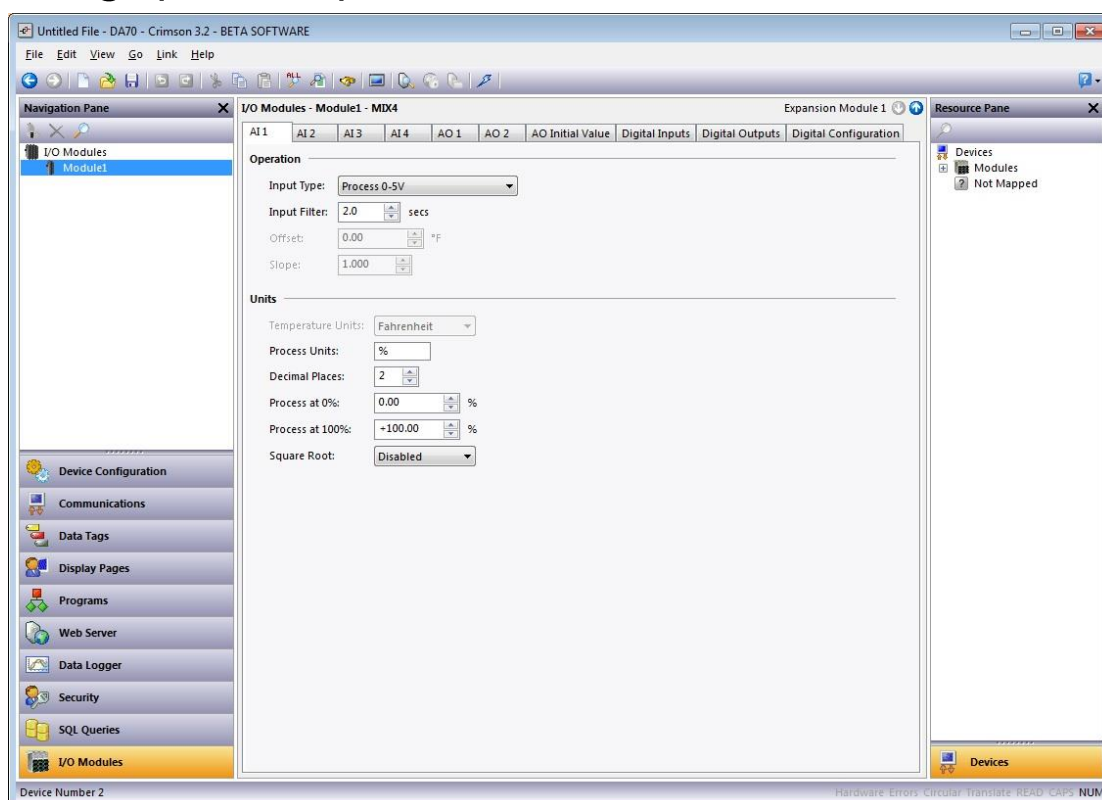 Untitled File - DA70 - Crimson 3.2 - BETA SOFTWARE
File Edit View Go Link Help
Navigation Pane
I/O Modules - Module1 - MIX4
Expansion Module 1
Resource Pane
I/O Modules
Module1
AI 1 AI 2 AI 3 AI 4 AO 1 AO 2 AO Initial Value Digital Inputs Digital Outputs Digital Configuration
Operation
Input Type: Process 0-5V
Input Filter: 2.0 secs
Offset: 0.00 °F
Slope: 1.000
Units
Temperature Units: Fahrenheit
Process Units: %
Decimal Places: 2
Process at 0%: 0.00 %
Process at 100%: +100.00 %
Square Root: Disabled
Devices
Modules
Not Mapped
Device Configuration
Communications
Data Tags
Display Pages
Programs
Web Server
Data Logger
Security
SQL Queries
I/O Modules
Devices
Device Number 2
Hardware Errors Circular Translate READ CAPS NUM